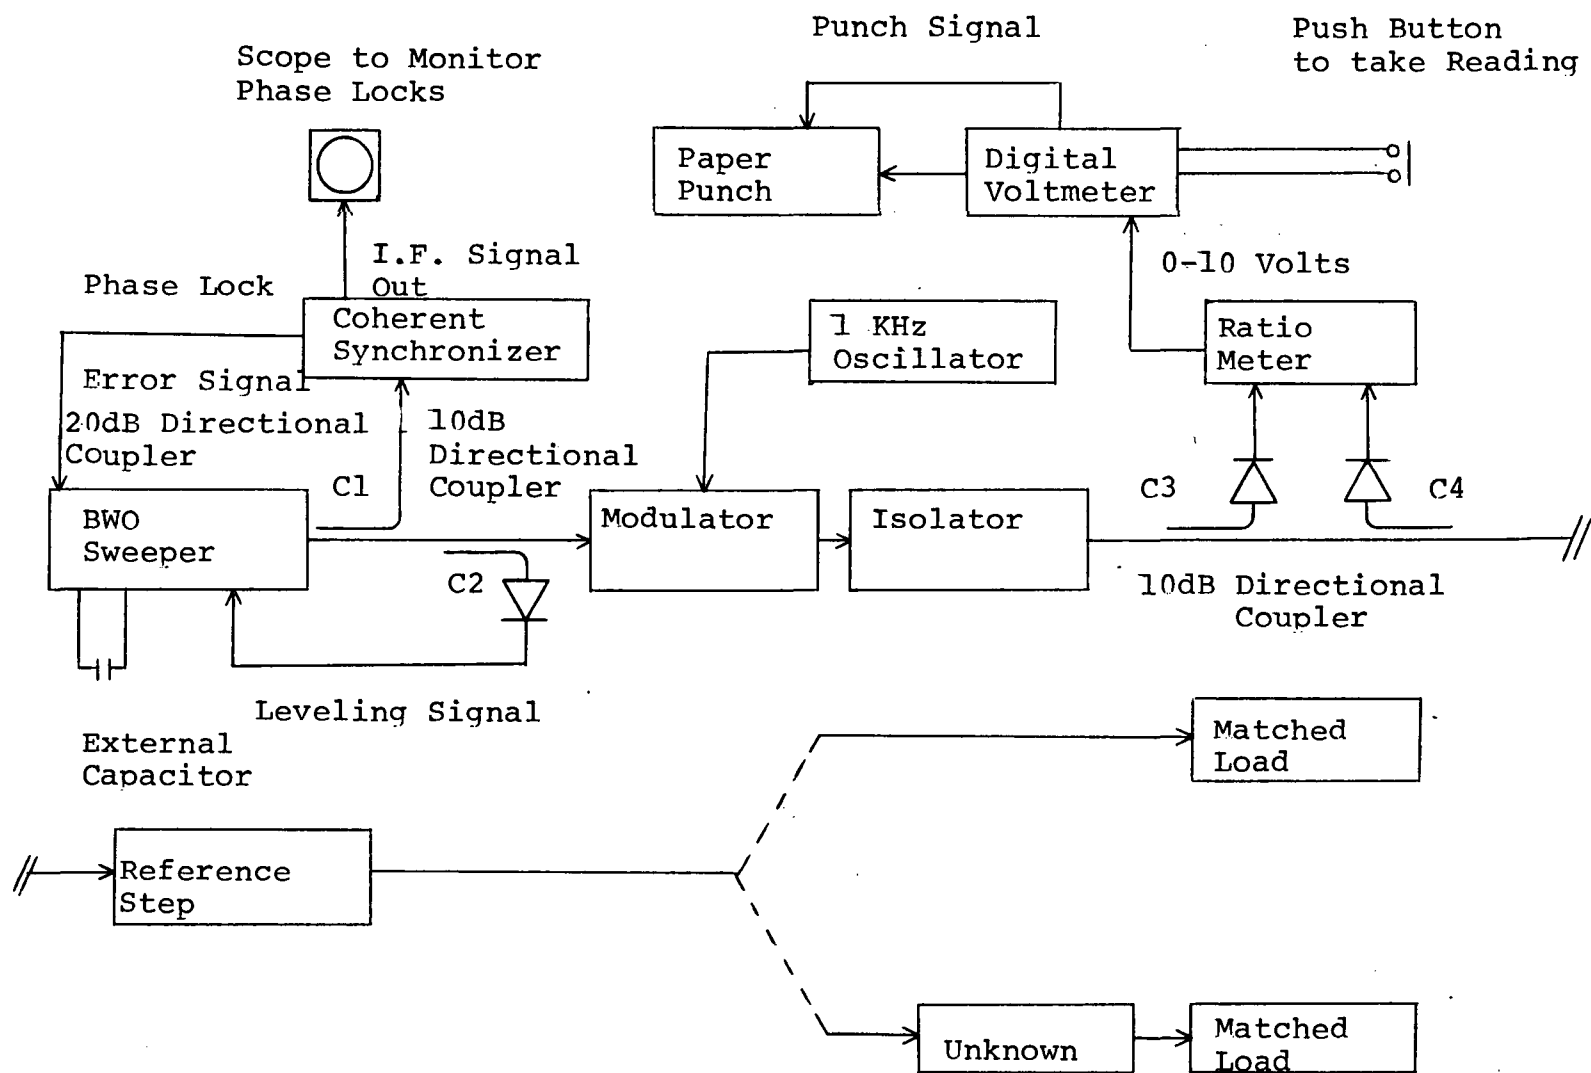 Punch Signal
Push Button
to take Reading
Scope to Monitor
Phase Locks
Paper
Punch
Digital
Voltmeter
I.F. Signal
Out
0-10 Volts
Phase Lock
Coherent
Synchronizer
1 KHz
Oscillator
Ratio
Meter
Error Signal
20dB Directional
Coupler
10dB
Directional
Coupler
C1
C3
C4
BWO
Sweeper
Modulator
Isolator
C2
10dB Directional
Coupler
Leveling Signal
External
Capacitor
Matched
Load
Reference
Step
Unknown
Matched
Load